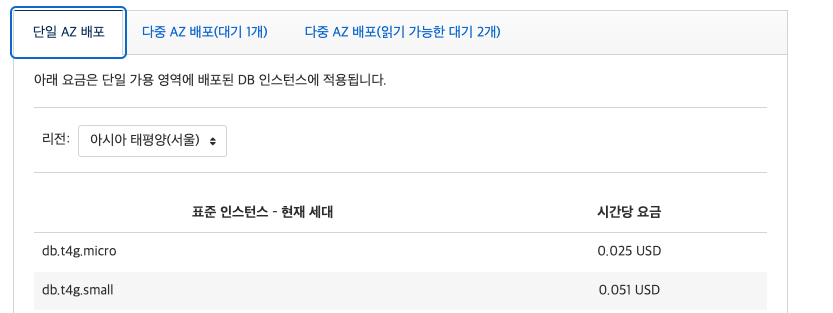 단일 AZ 배포 다중 AZ 배포(대기 1개) 다중 AZ 배포(읽기 가능한 대기 2개)
아래 요금은 단일 가용 영역에 배포된 DB 인스턴스에 적용됩니다.
리전: 아시아 태평양(서울)
표준 인스턴스 - 현재 세대 시간당 요금
db.t4g.micro 0.025 USD
db.t4g.small 0.051 USD